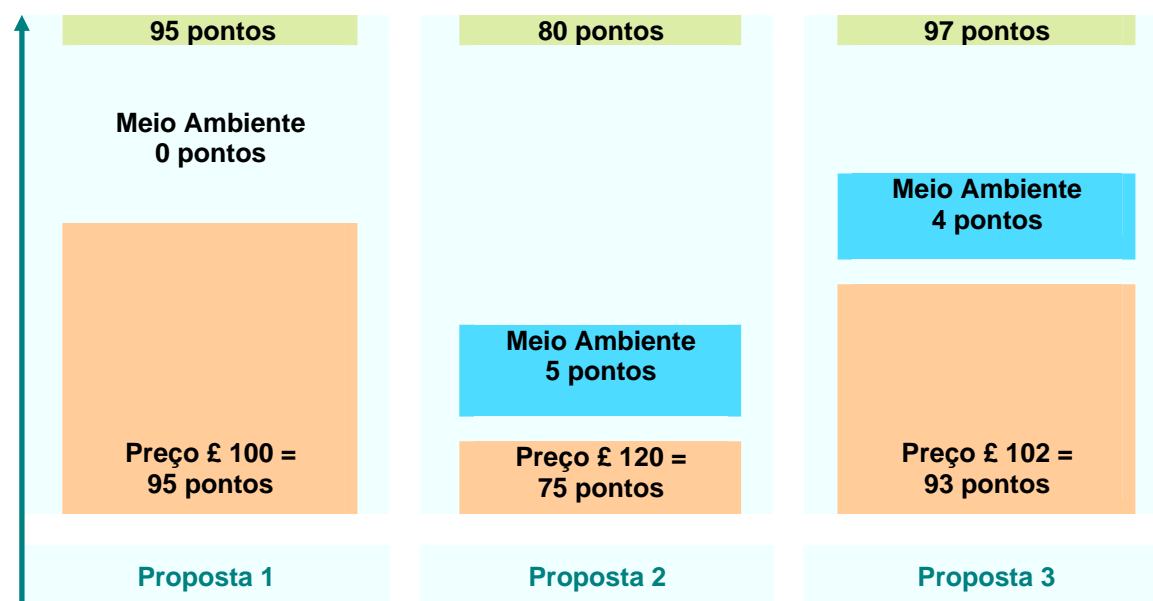 95 pontos
Meio Ambiente
0 pontos
Preço £ 100 =
95 pontos
Proposta 1
80 pontos
Meio Ambiente
5 pontos
Preço £ 120 =
75 pontos
Proposta 2
97 pontos
Meio Ambiente
4 pontos
Preço £ 102 =
93 pontos
Proposta 3